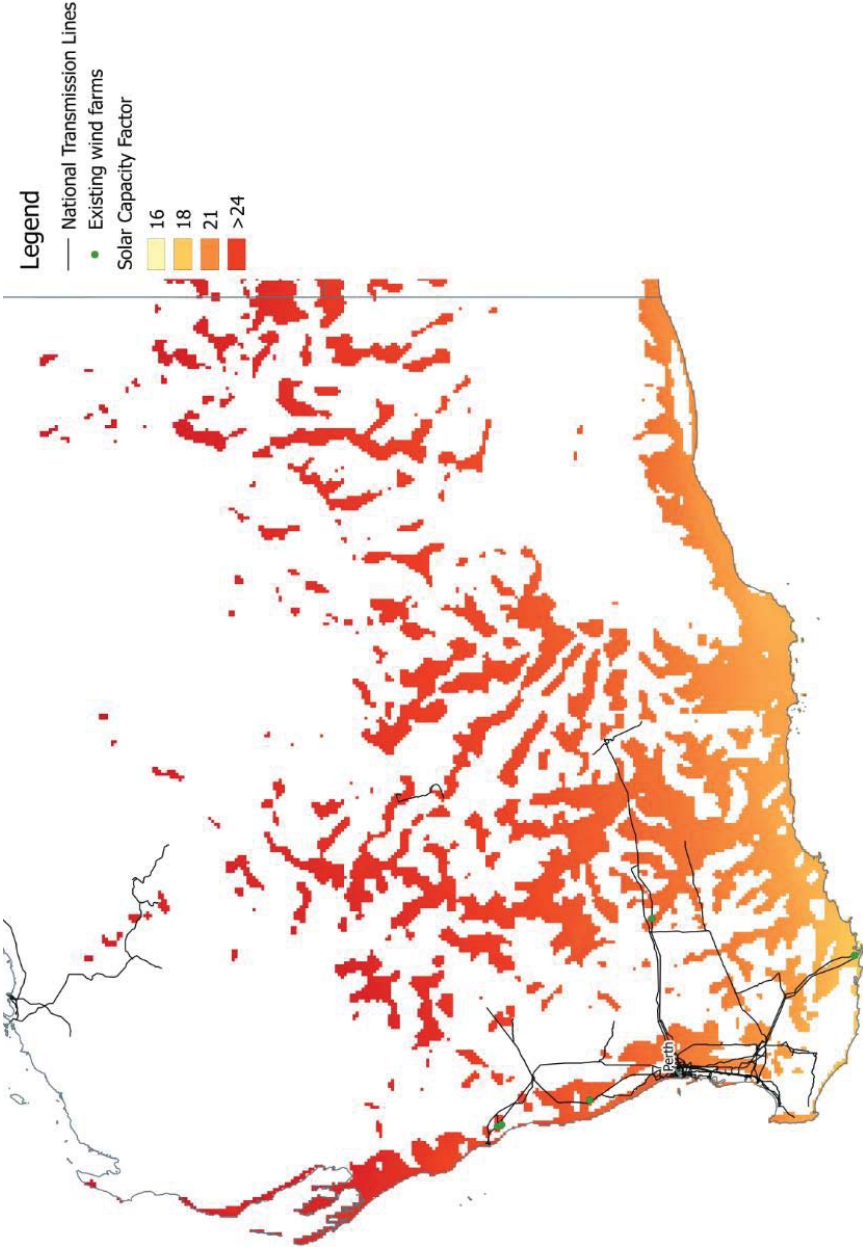 Legend
National Transmission Lines
Existing wind farms
Solar Capacity Factor
16
18
21
>24
Perth